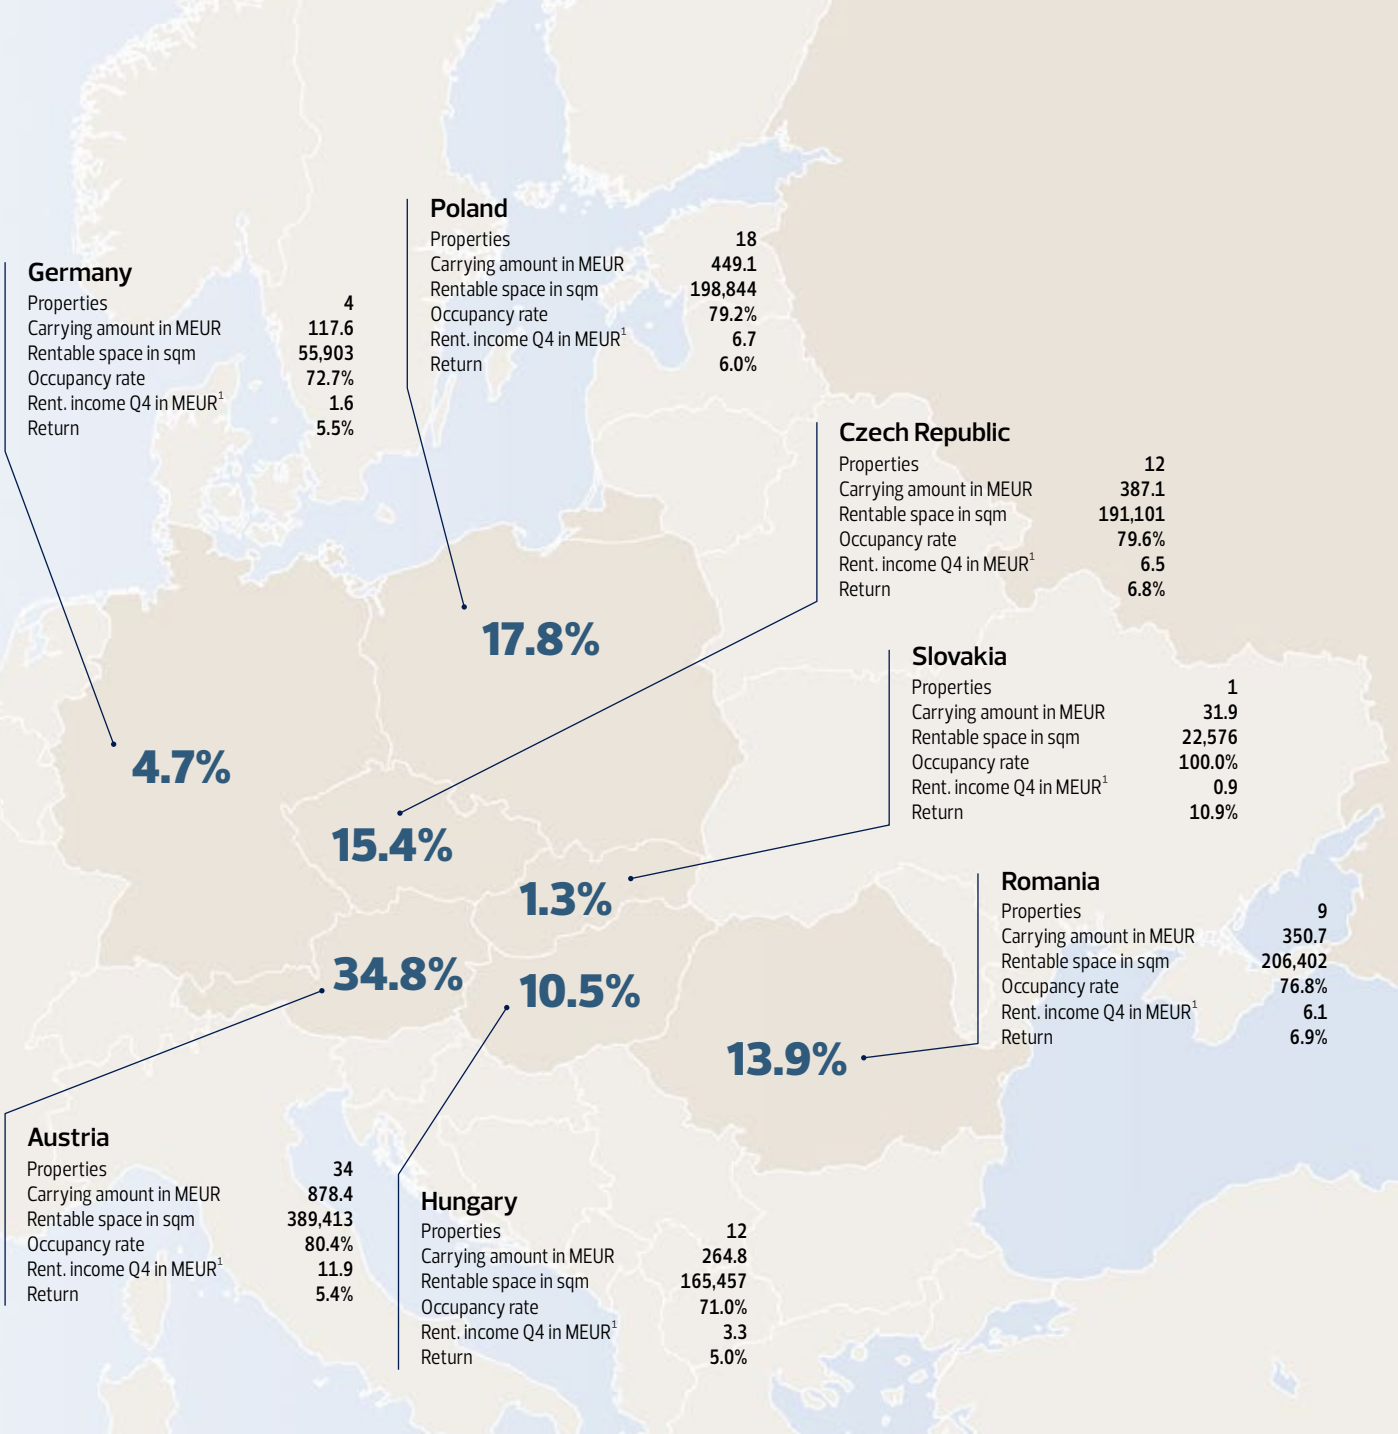 Poland
Properties 18
Carrying amount in MEUR 449.1
Rentable space in sqm 198,844
Occupancy rate 79.2%
Rent. income Q4 in MEUR¹ 6.7
Return 6.0%
Germany
Properties 4
Carrying amount in MEUR 117.6
Rentable space in sqm 55,903
Occupancy rate 72.7%
Rent. income Q4 in MEUR¹ 1.6
Return 5.5%
Czech Republic
Properties 12
Carrying amount in MEUR 387.1
Rentable space in sqm 191,101
Occupancy rate 79.6%
Rent. income Q4 in MEUR¹ 6.5
Return 6.8%
17.8%
Slovakia
Properties 1
Carrying amount in MEUR 31.9
Rentable space in sqm 22,576
Occupancy rate 100.0%
Rent. income Q4 in MEUR¹ 0.9
Return 10.9%
4.7%
15.4%
1.3%
Romania
Properties 9
Carrying amount in MEUR 350.7
Rentable space in sqm 206,402
Occupancy rate 76.8%
Rent. income Q4 in MEUR¹ 6.1
Return 6.9%
34.8%
10.5%
13.9%
Austria
Properties 34
Carrying amount in MEUR 878.4
Rentable space in sqm 389,413
Occupancy rate 80.4%
Rent. income Q4 in MEUR¹ 11.9
Return 5.4%
Hungary
Properties 12
Carrying amount in MEUR 264.8
Rentable space in sqm 165,457
Occupancy rate 71.0%
Rent. income Q4 in MEUR¹ 3.3
Return 5.0%